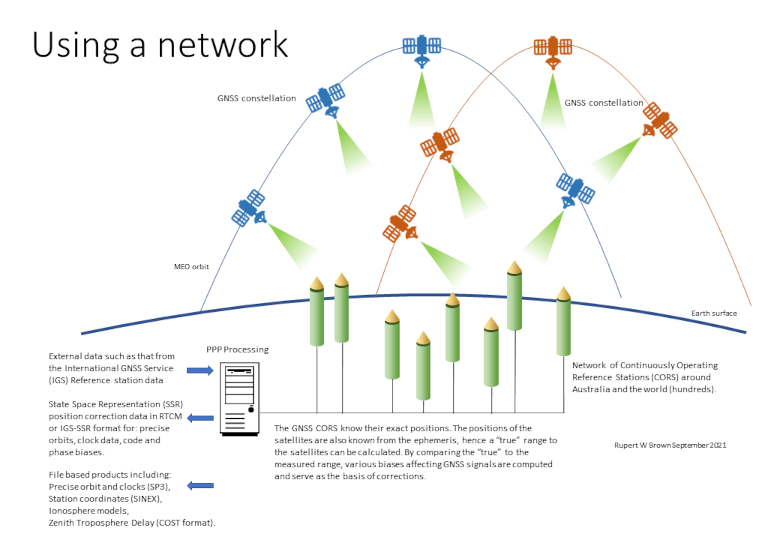 Using a network
GNSS constellation
GNSS constellation
MEO orbit
Earth surface
External data such as that from
the International GNSS Service
(IGS) Reference station data
PPP Processing
State Space Representation (SSR)
position correction data in RTCM
or IGS-SSR format for: precise
orbits, clock data, code and
phase biases.
File based products including:
Precise orbit and clocks (SP3),
Station coordinates (SINEX),
Ionosphere models,
Zenith Troposphere Delay (COST format).
The GNSS CORS know their exact positions. The positions of the
satellites are also known from the ephemeris, hence a “true” range to
the satellites can be calculated. By comparing the “true” to the
measured range, various biases affecting GNSS signals are computed
and serve as the basis of corrections.
Network of Continuously Operating
Reference Stations (CORS) around
Australia and the world (hundreds).
Rupert W Brown September 2021